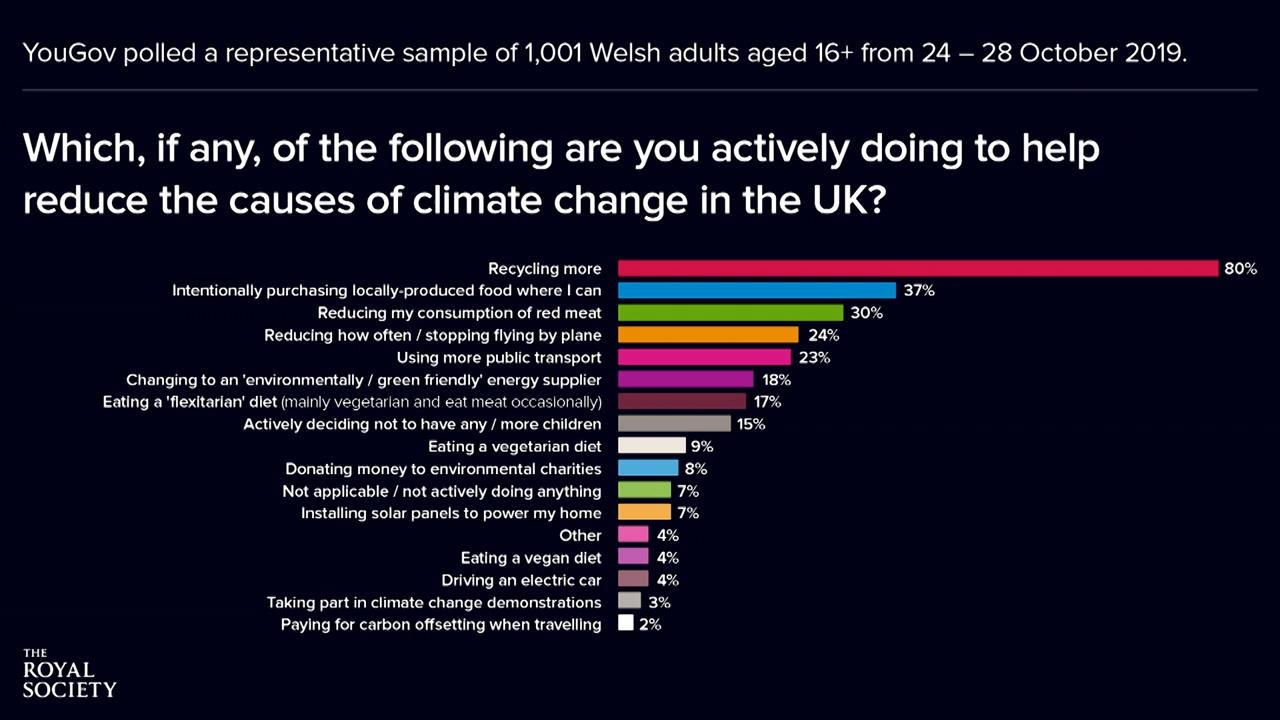 YouGov polled a representative sample of 1,001 Welsh adults aged 16+ from 24 – 28 October 2019.
Which, if any, of the following are you actively doing to help
reduce the causes of climate change in the UK?
Recycling more 80%
Intentionally purchasing locally-produced food where I can 37%
Reducing my consumption of red meat 30%
Reducing how often / stopping flying by plane 24%
Using more public transport 23%
Changing to an 'environmentally / green friendly' energy supplier 18%
Eating a 'flexitarian' diet (mainly vegetarian and eat meat occasionally) 17%
Actively deciding not to have any / more children 15%
Eating a vegetarian diet 9%
Donating money to environmental charities 8%
Not applicable / not actively doing anything 7%
Installing solar panels to power my home 7%
Other 4%
Eating a vegan diet 4%
Driving an electric car 4%
Taking part in climate change demonstrations 3%
Paying for carbon offsetting when travelling 2%
THE
ROYAL
SOCIETY